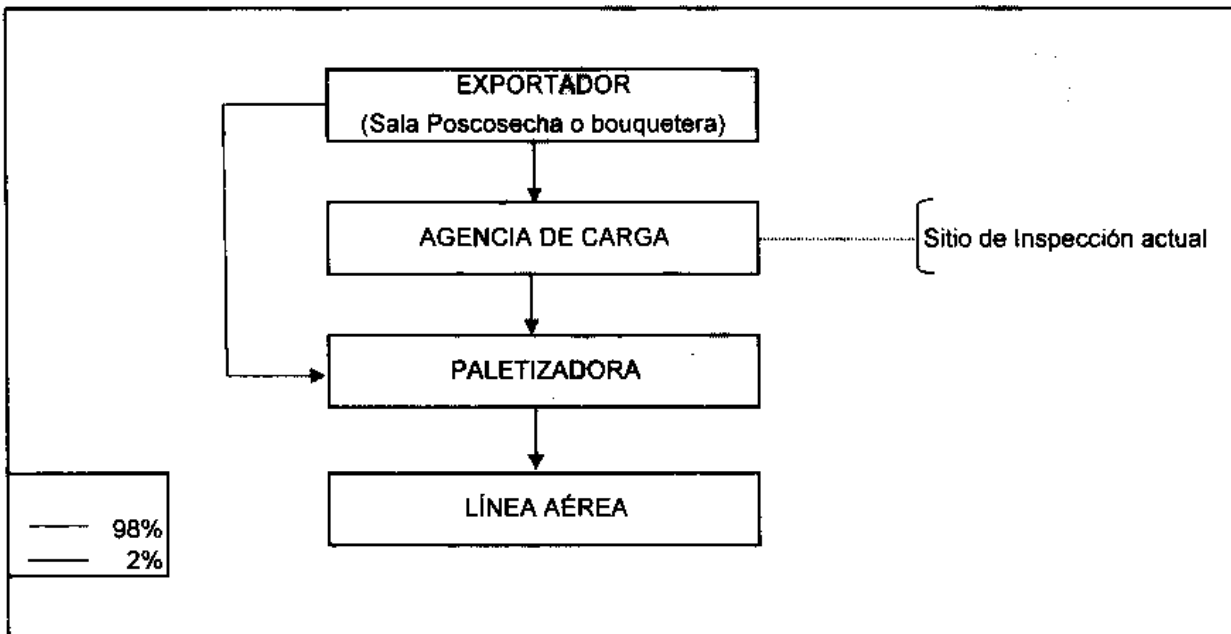 EXPORTADOR
(Sala Poscosecha o bouquetera)
AGENCIA DE CARGA
Sitio de Inspección actual
PALETIZADORA
LÍNEA AÉREA
98%
2%